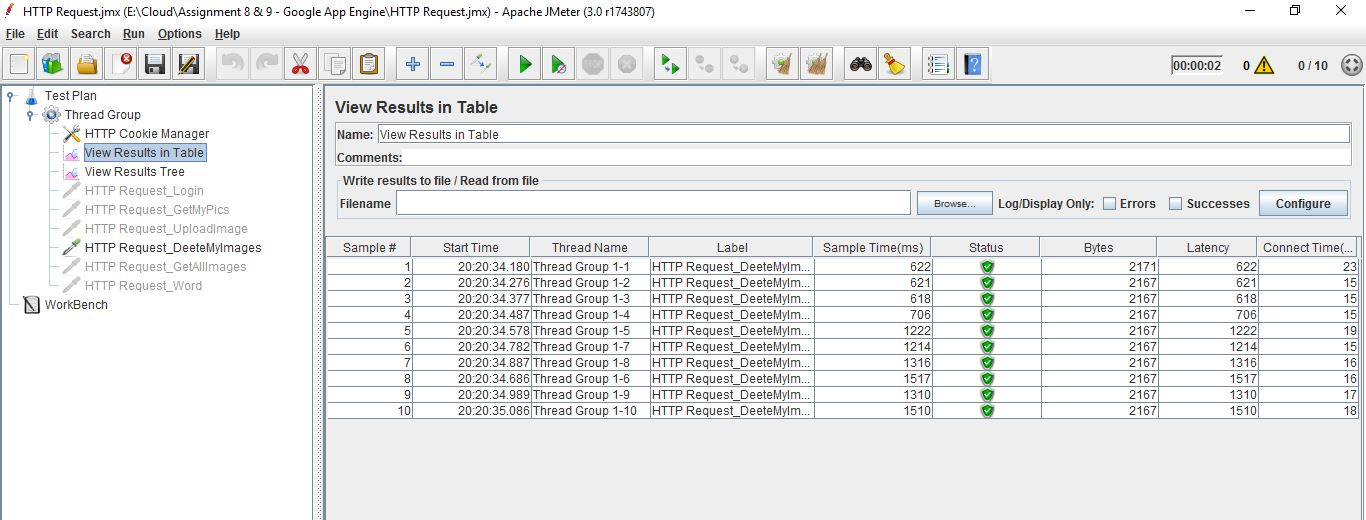 HTTP Request.jmx (E:\Cloud\Assignment 8 & 9 - Google App Engine\HTTP Request.jmx) - Apache JMeter (3.0 r1743807)
File Edit Search Run Options Help
00:00:02 0 0 / 10
Test Plan
Thread Group
HTTP Cookie Manager
View Results in Table
View Results Tree
HTTP Request_Login
HTTP Request_GetMyPics
HTTP Request_UploadImage
HTTP Request_DeeteMyImages
HTTP Request_GetAllImages
HTTP Request_Word
WorkBench
View Results in Table
Name: View Results in Table
Comments:
Write results to file / Read from file
Filename Browse... Log/Display Only: Errors Successes Configure
Sample # Start Time Thread Name Label Sample Time(ms) Status Bytes Latency Connect Time(...
1 20:20:34.180 Thread Group 1-1 HTTP Request_DeeteMyIm... 622 2171 622 23
2 20:20:34.276 Thread Group 1-2 HTTP Request_DeeteMyIm... 621 2167 621 15
3 20:20:34.377 Thread Group 1-3 HTTP Request_DeeteMyIm... 618 2167 618 15
4 20:20:34.487 Thread Group 1-4 HTTP Request_DeeteMyIm... 706 2167 706 15
5 20:20:34.578 Thread Group 1-5 HTTP Request_DeeteMyIm... 1222 2167 1222 19
6 20:20:34.782 Thread Group 1-7 HTTP Request_DeeteMyIm... 1214 2167 1214 15
7 20:20:34.887 Thread Group 1-8 HTTP Request_DeeteMyIm... 1316 2167 1316 16
8 20:20:34.686 Thread Group 1-6 HTTP Request_DeeteMyIm... 1517 2167 1517 16
9 20:20:34.989 Thread Group 1-9 HTTP Request_DeeteMyIm... 1310 2167 1310 17
10 20:20:35.086 Thread Group 1-10 HTTP Request_DeeteMyIm... 1510 2167 1510 18